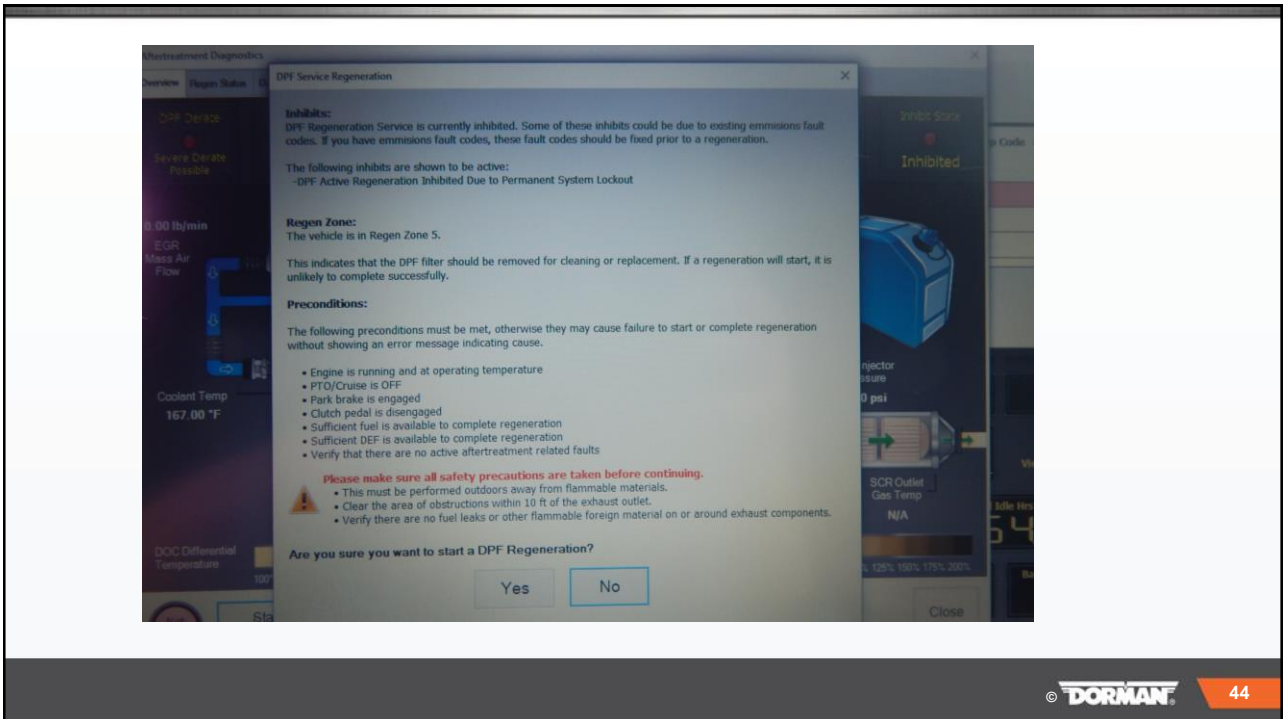 Aftertreatment Diagnostics
Overview Regen Status
DPF Service Regeneration
DPF Derate
Severe Derate
Possible
0.00 lb/min
EGR
Mass Air
Flow
Coolant Temp
167.00 °F
DOC Differential
Temperature
100°
Sta
Inhibits:
DPF Regeneration Service is currently inhibited. Some of these inhibits could be due to existing emmisions fault
codes. If you have emmisions fault codes, these fault codes should be fixed prior to a regeneration.
The following inhibits are shown to be active:
-DPF Active Regeneration Inhibited Due to Permanent System Lockout
Regen Zone:
The vehicle is in Regen Zone 5.
This indicates that the DPF filter should be removed for cleaning or replacement. If a regeneration will start, it is
unlikely to complete successfully.
Preconditions:
The following preconditions must be met, otherwise they may cause failure to start or complete regeneration
without showing an error message indicating cause.
• Engine is running and at operating temperature
• PTO/Cruise is OFF
• Park brake is engaged
• Clutch pedal is disengaged
• Sufficient fuel is available to complete regeneration
• Sufficient DEF is available to complete regeneration
• Verify that there are no active aftertreatment related faults
Please make sure all safety precautions are taken before continuing.
• This must be performed outdoors away from flammable materials.
• Clear the area of obstructions within 10 ft of the exhaust outlet.
• Verify there are no fuel leaks or other flammable foreign material on or around exhaust components.
Are you sure you want to start a DPF Regeneration?
Yes No
Inhibit State
Inhibited
Code
njector
ssure
0 psi
SCR Outlet
Gas Temp
N/A
125% 150% 175% 200%
Close
Idle Hrs
© DORMAN® 44